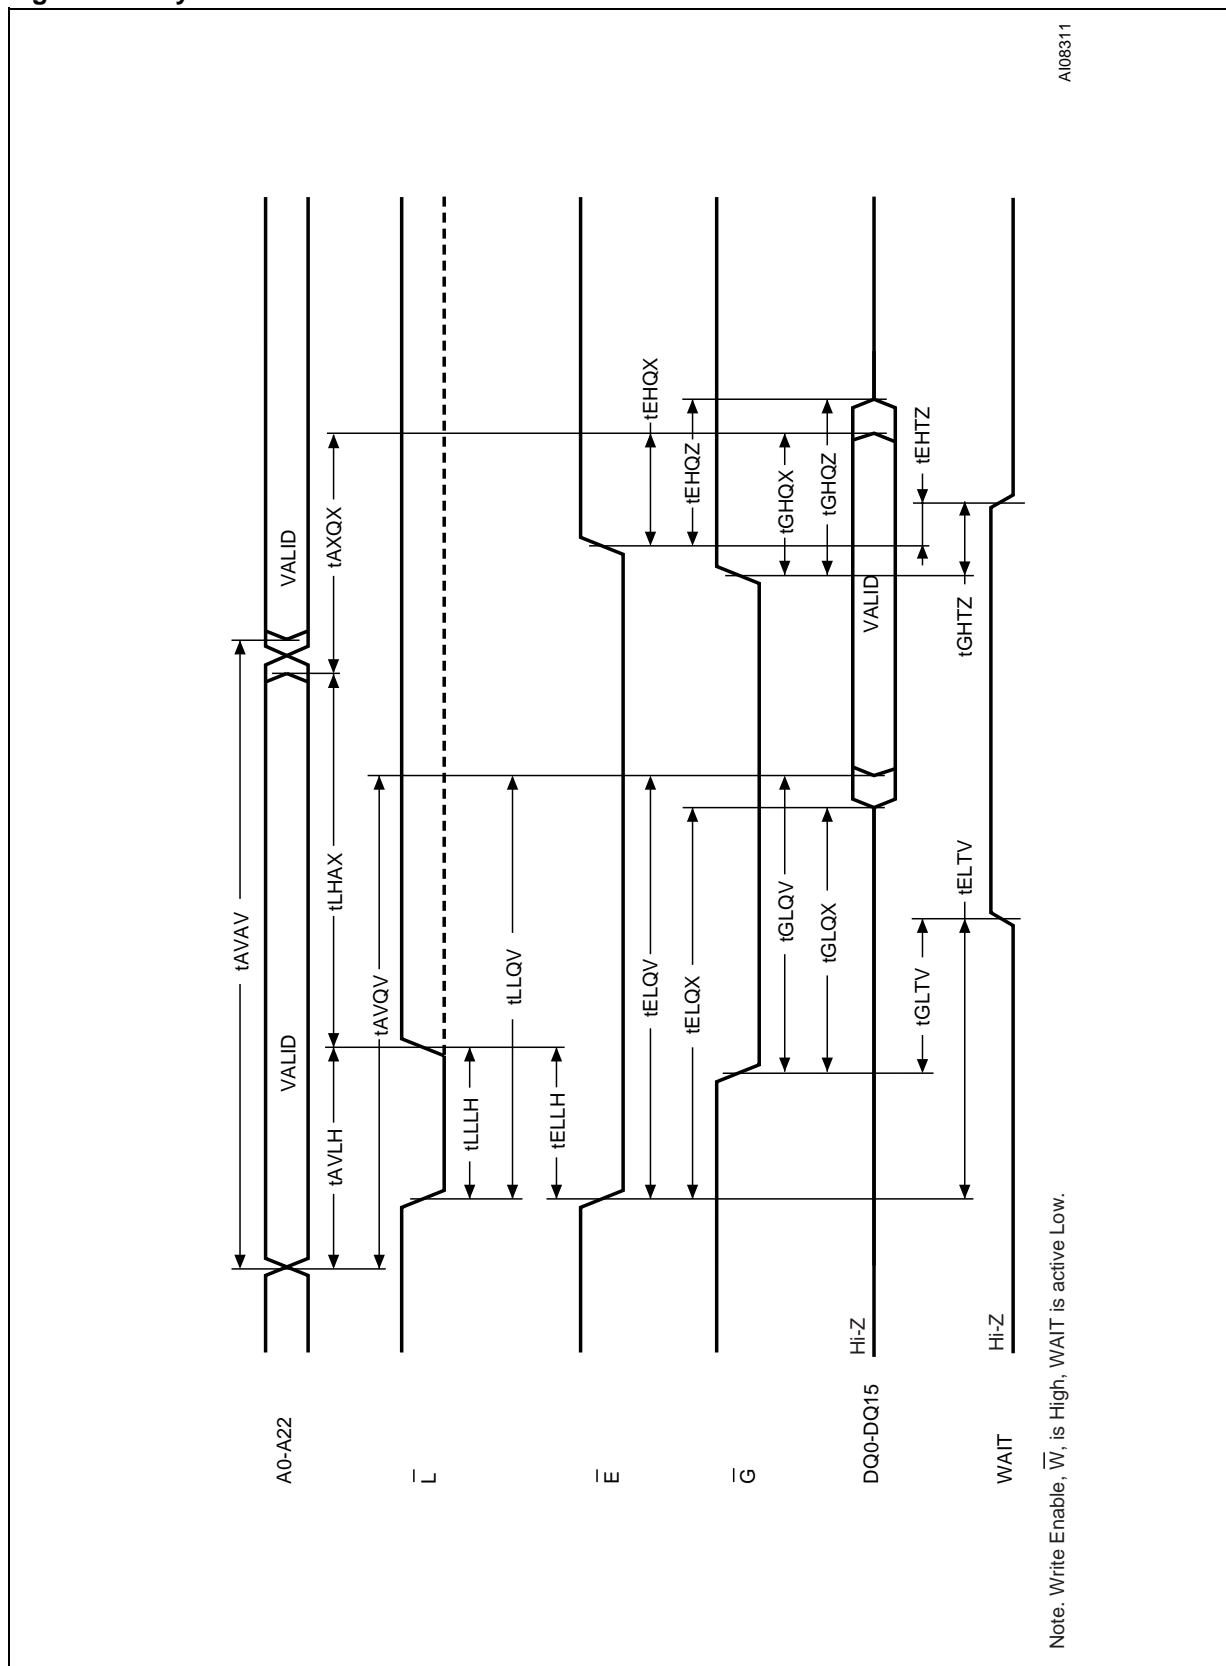 tAVAV
A0-A22
VALID
VALID
tAVLH
tLHAX
tAXQX
tAVQV
L̅
tLLLH
tLLQV
tELLH
E̅
tELQV
tEHQX
tELQX
tEHQZ
G̅
tGLQV
tGHQX
tGLQX
tGHQZ
Hi-Z
DQ0-DQ15
VALID
tGLTV
tEHTZ
tELTV
tGHTZ
Hi-Z
WAIT
Note. Write Enable, W̅, is High, WAIT is active Low.
AI08311